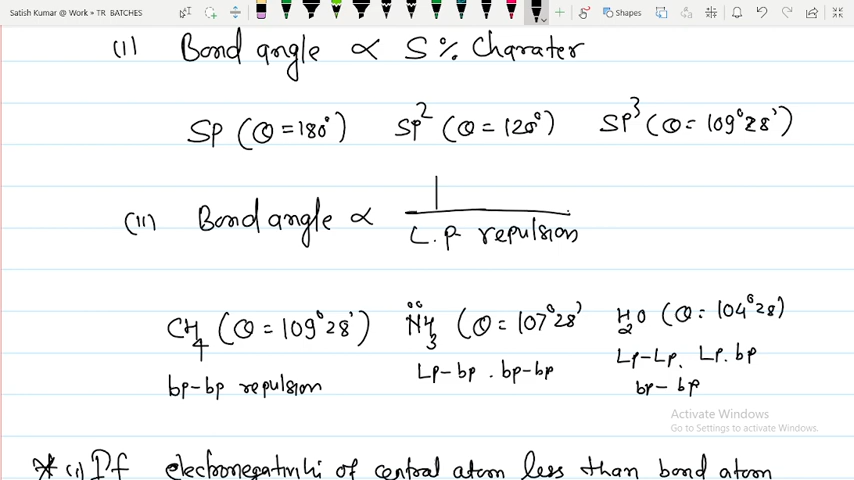 Satish Kumar @ Work » TR BATCHES
Shapes
(i) Bond angle ∝ S % Charater
SP (θ = 180°) SP² (θ = 120°) SP³ (θ = 109°28')
(ii) Bond angle ∝ 1 / L.P repulsion
CH₄ (θ = 109°28') N̈H₃ (θ = 107°28') H₂O (θ = 104°28)
bp-bp repulsion Lp-bp . bp-bp Lp-Lp, Lp.bp
bp-bp
Activate Windows
Go to Settings to activate Windows.
* (i) If electronegativiti of central atom less than bond atom